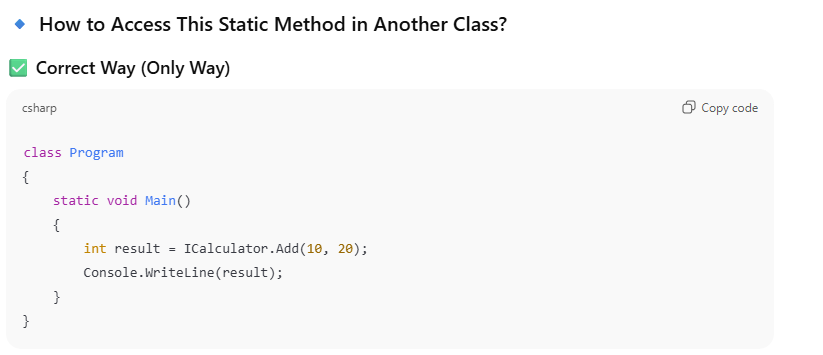 🔹 How to Access This Static Method in Another Class?
✅ Correct Way (Only Way)
csharp
Copy code
class Program
{
    static void Main()
    {
        int result = ICalculator.Add(10, 20);
        Console.WriteLine(result);
    }
}